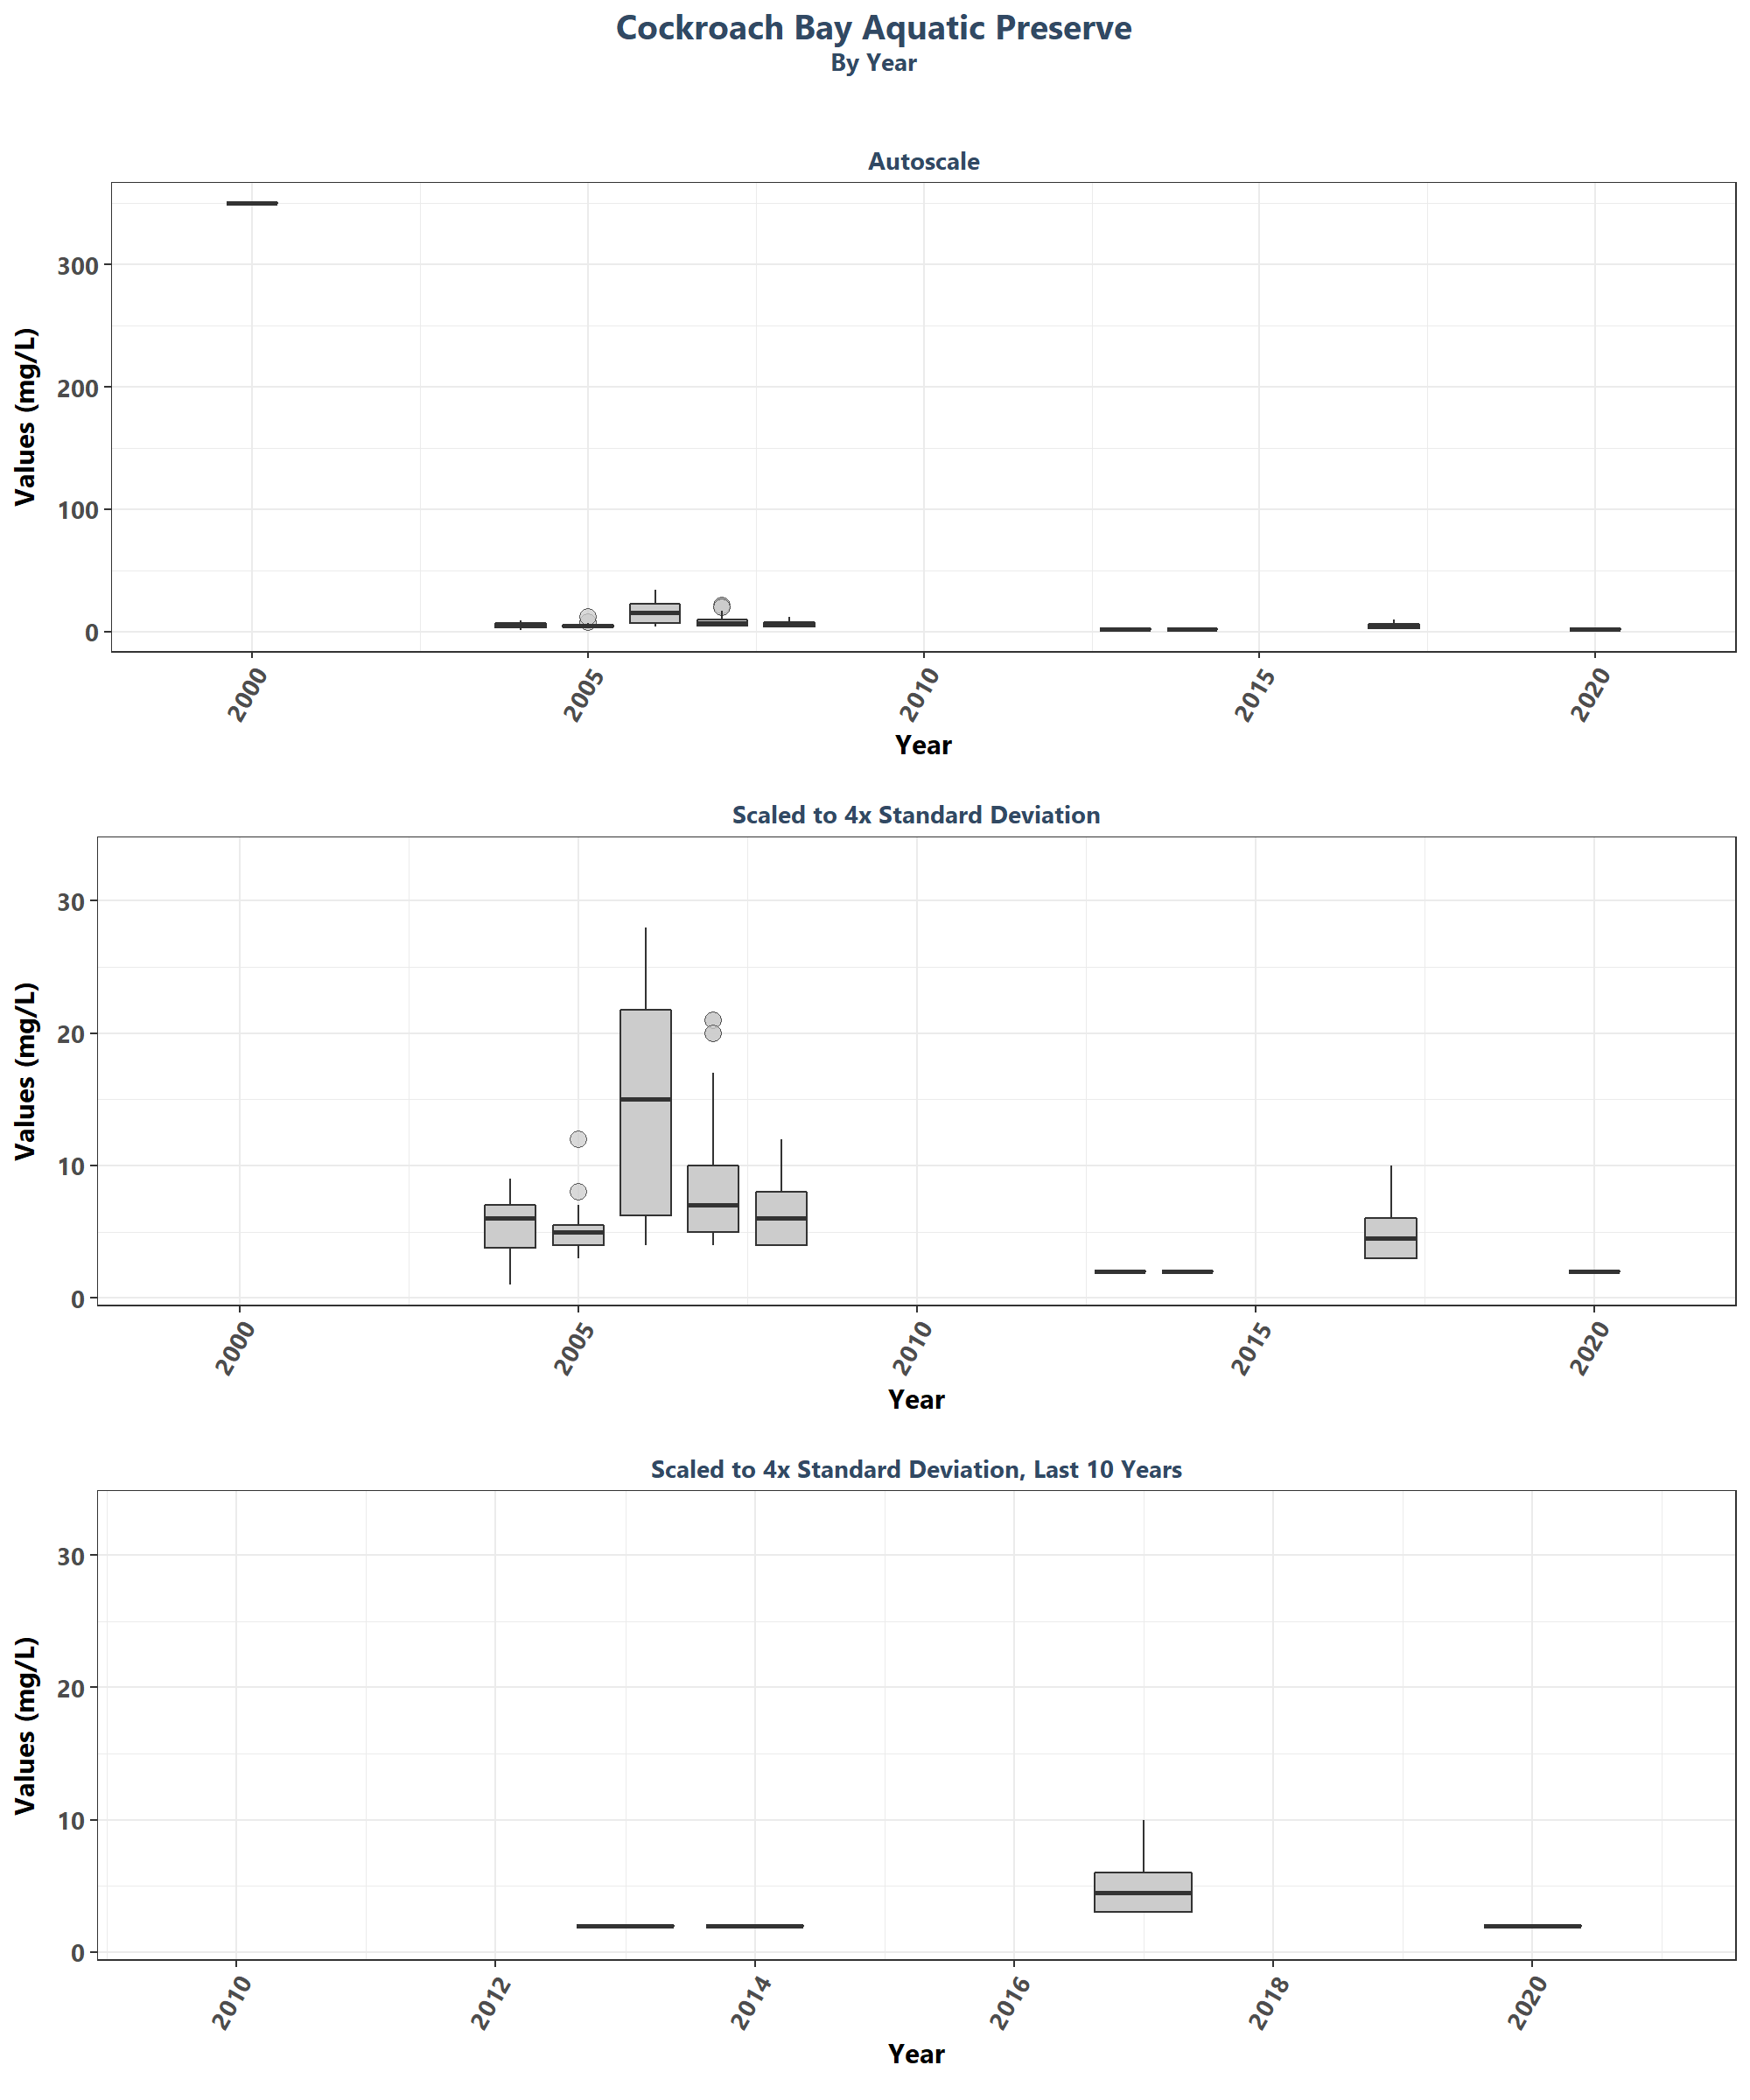 Cockroach Bay Aquatic Preserve
By Year
Autoscale
Values (mg/L)
300
200
100
0
2000 2005 2010 2015 2020
Year
Scaled to 4x Standard Deviation
Values (mg/L)
30
20
10
0
2000 2005 2010 2015 2020
Year
Scaled to 4x Standard Deviation, Last 10 Years
Values (mg/L)
30
20
10
0
2010 2012 2014 2016 2018 2020
Year